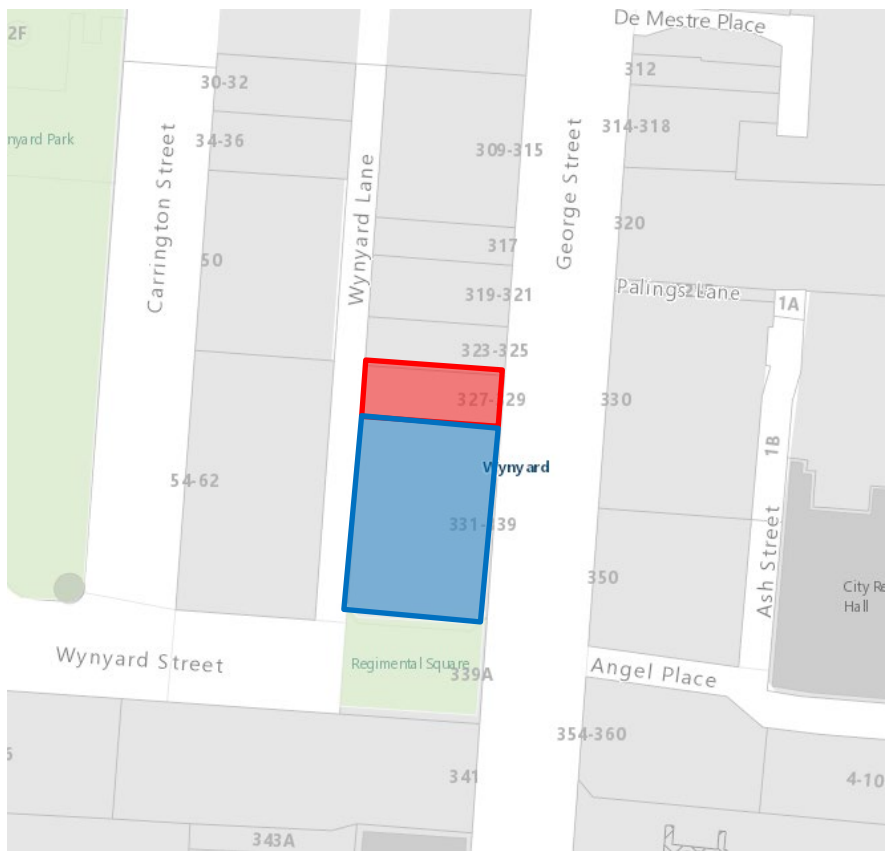 2F
De Mestre Place
312
30-32
314-318
34-36
nyard Park
309-315
Carrington Street
Wynyard Lane
George Street
320
317
50
Palings Lane
319-321
1A
323-325
327-329
330
1B
Wynyard
54-62
331-339
Ash Street
350
City Re
Hall
Wynyard Street
Regimental Square
339A
Angel Place
354-360
341
4-10
343A